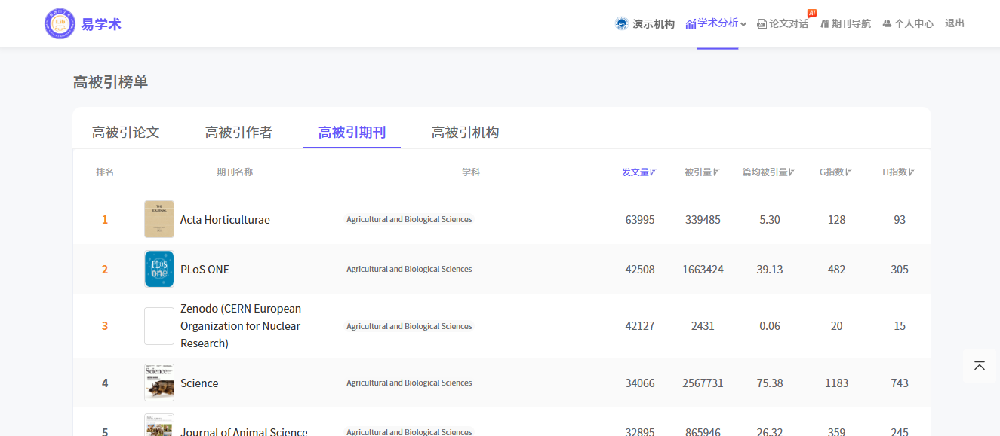 易学术
演示机构 学术分析 论文对话 AI 期刊导航 个人中心 退出
高被引榜单
高被引论文 高被引作者 高被引期刊 高被引机构
排名 期刊名称 学科 发文量 被引量 篇均被引量 G指数 H指数
1 THE JOURNAL Acta Horticulturae Agricultural and Biological Sciences 63995 339485 5.30 128 93
2 PLoS one PLoS ONE Agricultural and Biological Sciences 42508 1663424 39.13 482 305
Zenodo (CERN European
3 Organization for Nuclear Agricultural and Biological Sciences 42127 2431 0.06 20 15
Research)
4 Science Science Agricultural and Biological Sciences 34066 2567731 75.38 1183 743
5 Journal of Animal Science Agricultural and Biological Sciences 32895 865946 26.32 359 245